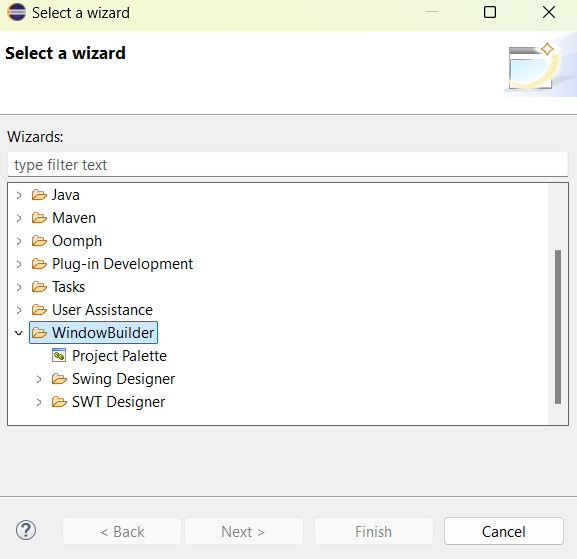 Select a wizard
Select a wizard
Wizards:
type filter text
Java
Maven
Oomph
Plug-in Development
Tasks
User Assistance
WindowBuilder
Project Palette
Swing Designer
SWT Designer
? < Back Next > Finish Cancel